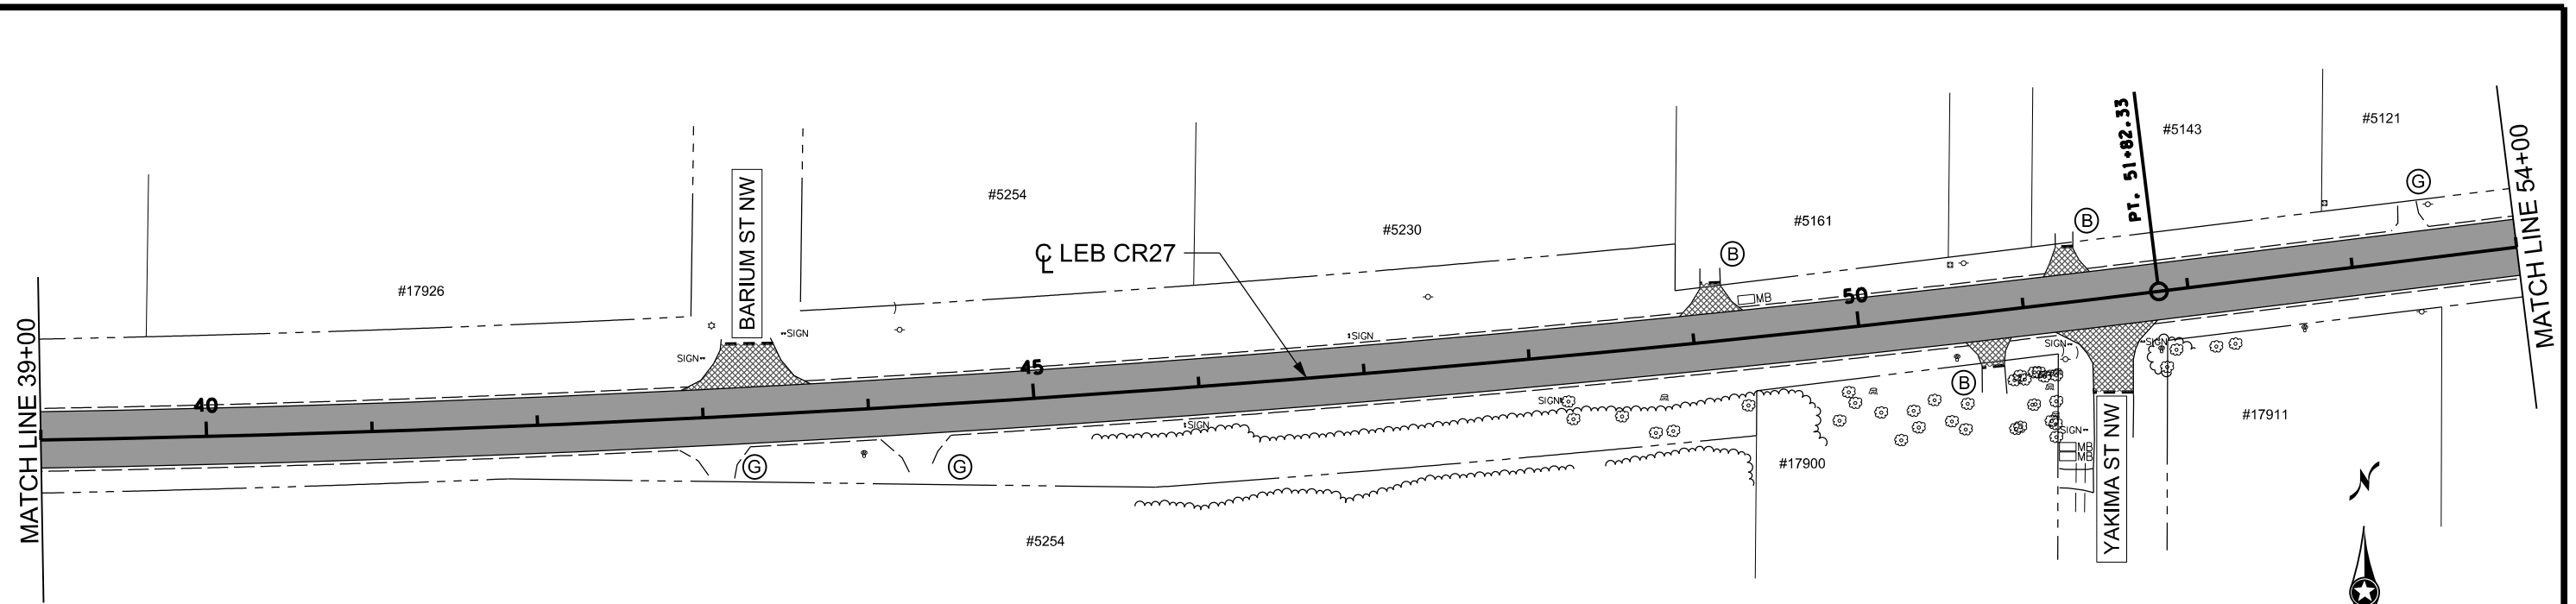 MATCH LINE 39+00
#17926
40
SIGN
BARIUM ST NW
SIGN
G
G
#5254
℄ LEB CR27
45
#5254
SIGN
#5230
SIGN
SIGN
B
MB
#5161
50
#17900
B
B
PT. 51+82.33
#5143
SIGN
SIGN
SIGN
MB
MB
YAKIMA ST NW
#17911
#5121
G
N
MATCH LINE 54+00